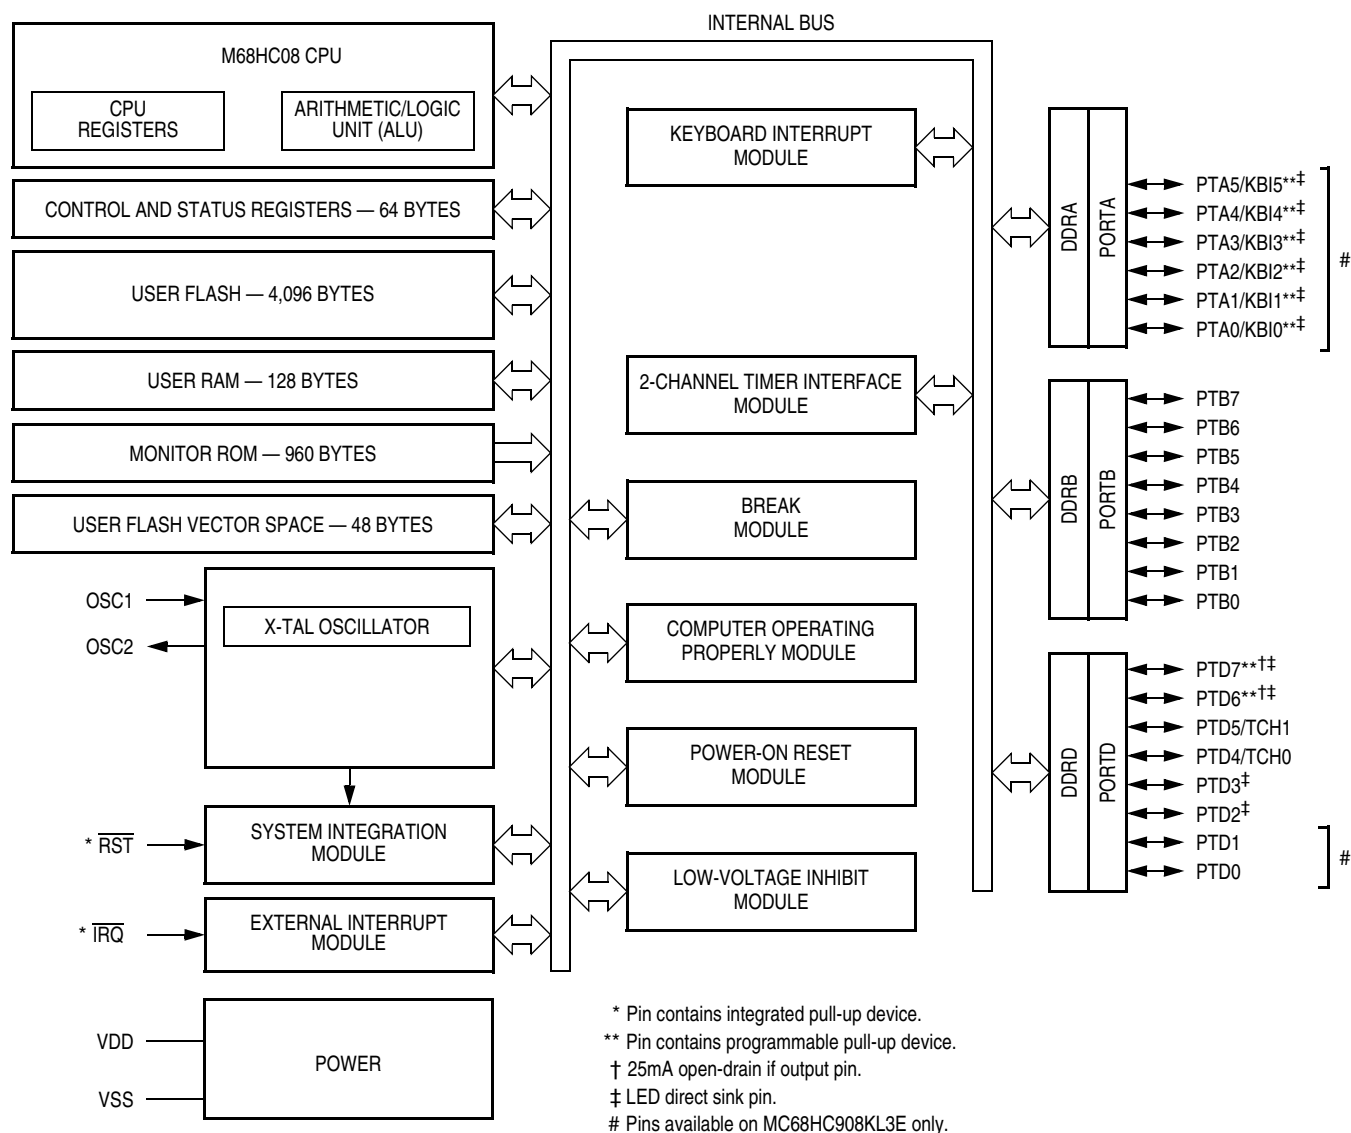 INTERNAL BUS
M68HC08 CPU
CPU
REGISTERS
ARITHMETIC/LOGIC
UNIT (ALU)
CONTROL AND STATUS REGISTERS — 64 BYTES
USER FLASH — 4,096 BYTES
USER RAM — 128 BYTES
MONITOR ROM — 960 BYTES
USER FLASH VECTOR SPACE — 48 BYTES
OSC1
OSC2
X-TAL OSCILLATOR
* RST
SYSTEM INTEGRATION
MODULE
* IRQ
EXTERNAL INTERRUPT
MODULE
VDD
VSS
POWER
KEYBOARD INTERRUPT
MODULE
2-CHANNEL TIMER INTERFACE
MODULE
BREAK
MODULE
COMPUTER OPERATING
PROPERLY MODULE
POWER-ON RESET
MODULE
LOW-VOLTAGE INHIBIT
MODULE
DDRA
PORTA
PTA5/KBI5**‡
PTA4/KBI4**‡
PTA3/KBI3**‡
PTA2/KBI2**‡
PTA1/KBI1**‡
PTA0/KBI0**‡
#
DDRB
PORTB
PTB7
PTB6
PTB5
PTB4
PTB3
PTB2
PTB1
PTB0
DDRD
PORTD
PTD7**†‡
PTD6**†‡
PTD5/TCH1
PTD4/TCH0
PTD3‡
PTD2‡
PTD1
PTD0
#
* Pin contains integrated pull-up device.
** Pin contains programmable pull-up device.
† 25mA open-drain if output pin.
‡ LED direct sink pin.
# Pins available on MC68HC908KL3E only.